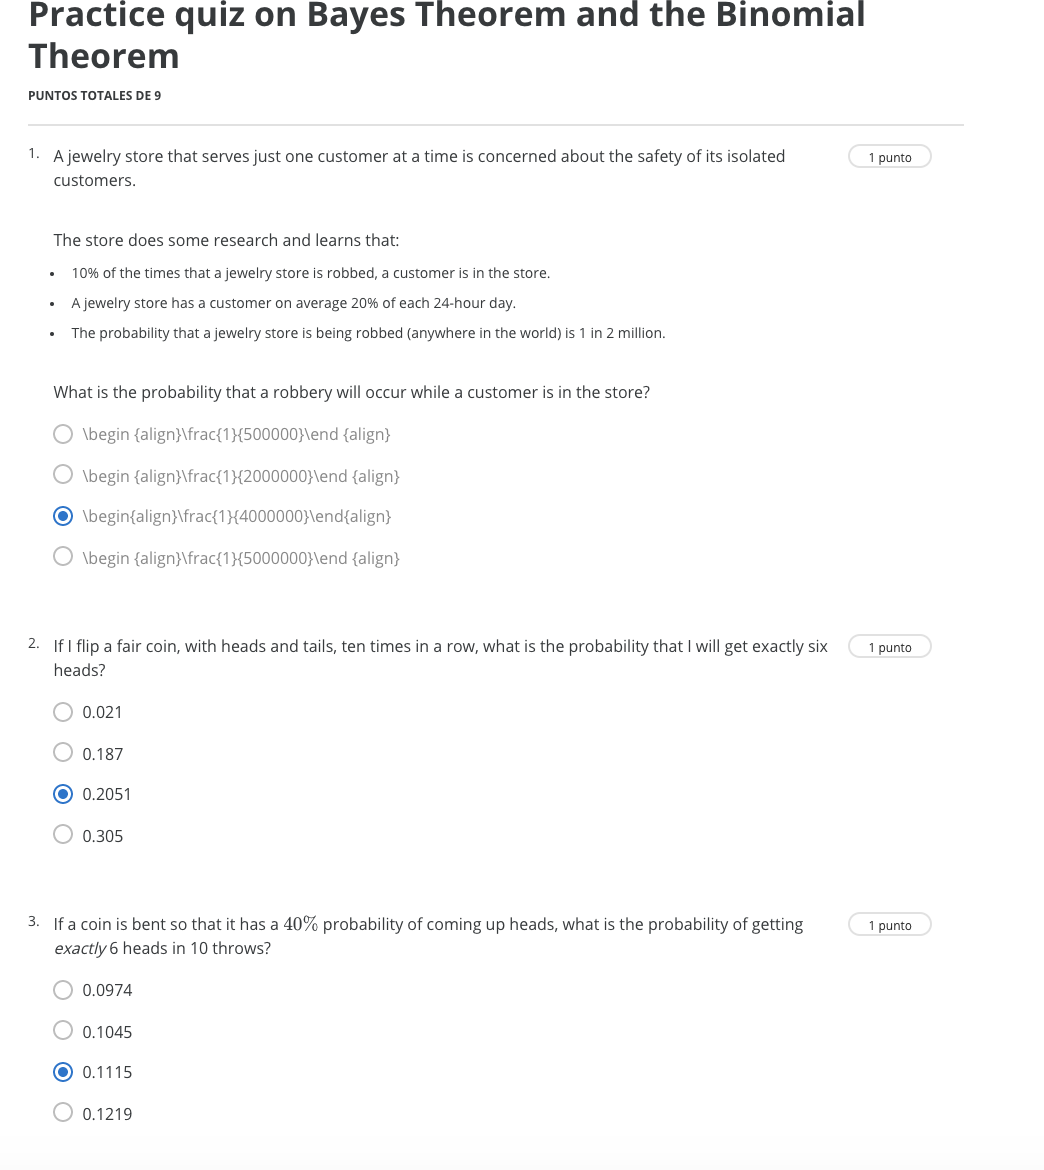 Practice quiz on Bayes Theorem and the Binomial
Theorem
PUNTOS TOTALES DE 9
1. A jewelry store that serves just one customer at a time is concerned about the safety of its isolated
customers.
1 punto
The store does some research and learns that:
• 10% of the times that a jewelry store is robbed, a customer is in the store.
• A jewelry store has a customer on average 20% of each 24-hour day.
• The probability that a jewelry store is being robbed (anywhere in the world) is 1 in 2 million.
What is the probability that a robbery will occur while a customer is in the store?
\begin {align}\frac{1}{500000}\end {align}
\begin {align}\frac{1}{2000000}\end {align}
\begin{align}\frac{1}{4000000}\end{align}
\begin {align}\frac{1}{5000000}\end {align}
2. If I flip a fair coin, with heads and tails, ten times in a row, what is the probability that I will get exactly six
heads?
1 punto
0.021
0.187
0.2051
0.305
3. If a coin is bent so that it has a 40% probability of coming up heads, what is the probability of getting
exactly 6 heads in 10 throws?
1 punto
0.0974
0.1045
0.1115
0.1219